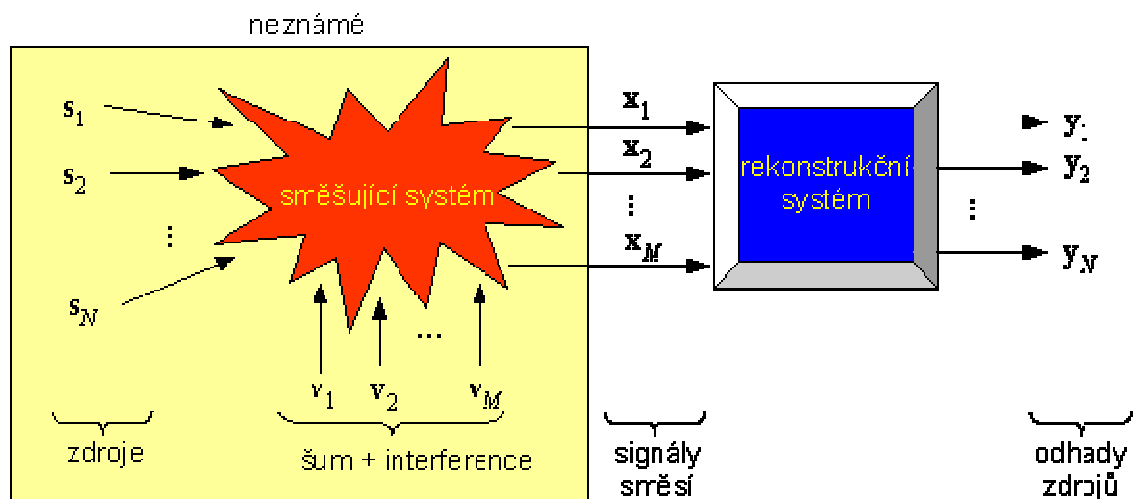 neznámé
s1
s2
⋮
sN
směšující systém
v1 v2 ... vM
zdroje
šum + interference
x1
x2
⋮
xM
signály
směsí
rekonstrukční
systém
y1
y2
⋮
yN
odhady
zdrojů